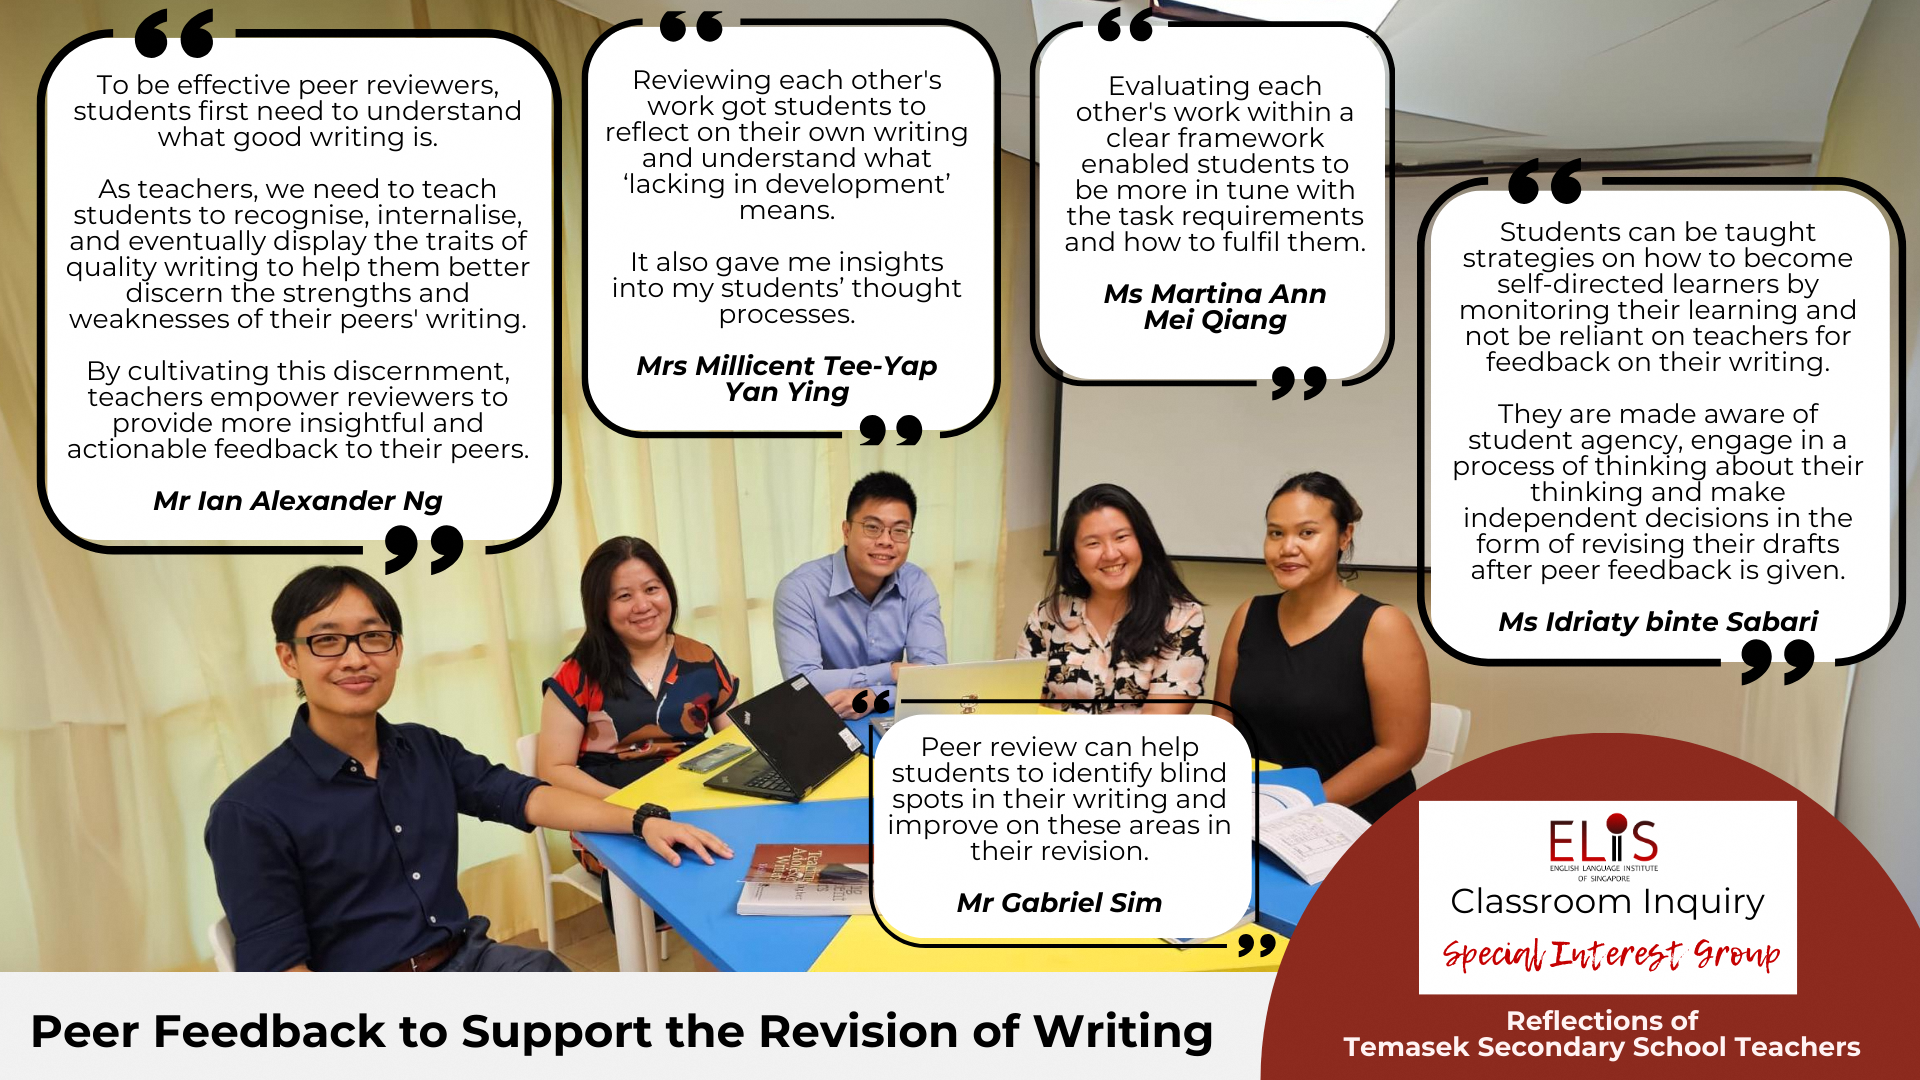 To be effective peer reviewers,
students first need to understand
what good writing is.
As teachers, we need to teach
students to recognise, internalise,
and eventually display the traits of
quality writing to help them better
discern the strengths and
weaknesses of their peers' writing.
By cultivating this discernment,
teachers empower reviewers to
provide more insightful and
actionable feedback to their peers.
Mr Ian Alexander Ng
Reviewing each other's
work got students to
reflect on their own writing
and understand what
‘lacking in development’
means.
It also gave me insights
into my students’ thought
processes.
Mrs Millicent Tee-Yap
Yan Ying
Evaluating each
other's work within a
clear framework
enabled students to
be more in tune with
the task requirements
and how to fulfil them.
Ms Martina Ann
Mei Qiang
Students can be taught
strategies on how to become
self-directed learners by
monitoring their learning and
not be reliant on teachers for
feedback on their writing.
They are made aware of
student agency, engage in a
process of thinking about their
thinking and make
independent decisions in the
form of revising their drafts
after peer feedback is given.
Ms Idriaty binte Sabari
Peer review can help
students to identify blind
spots in their writing and
improve on these areas in
their revision.
Mr Gabriel Sim
ELiS
ENGLISH LANGUAGE INSTITUTE
OF SINGAPORE
Classroom Inquiry
Special Interest Group
Reflections of
Temasek Secondary School Teachers
Peer Feedback to Support the Revision of Writing